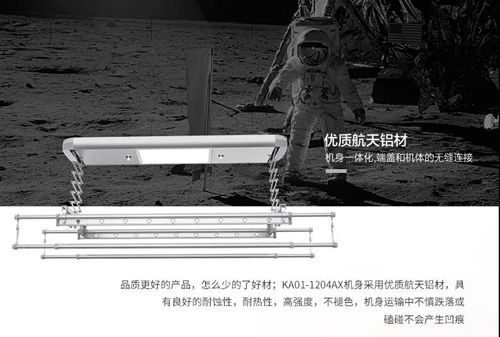 优质航天铝材
机身一体化,端盖和机体的无缝连接
品质更好的产品，怎么少的了好材；KA01-1204AX机身采用优质航天铝材，具
有良好的耐蚀性，耐热性，高强度，不褪色，机身运输中不慎跌落或
磕碰不会产生凹痕